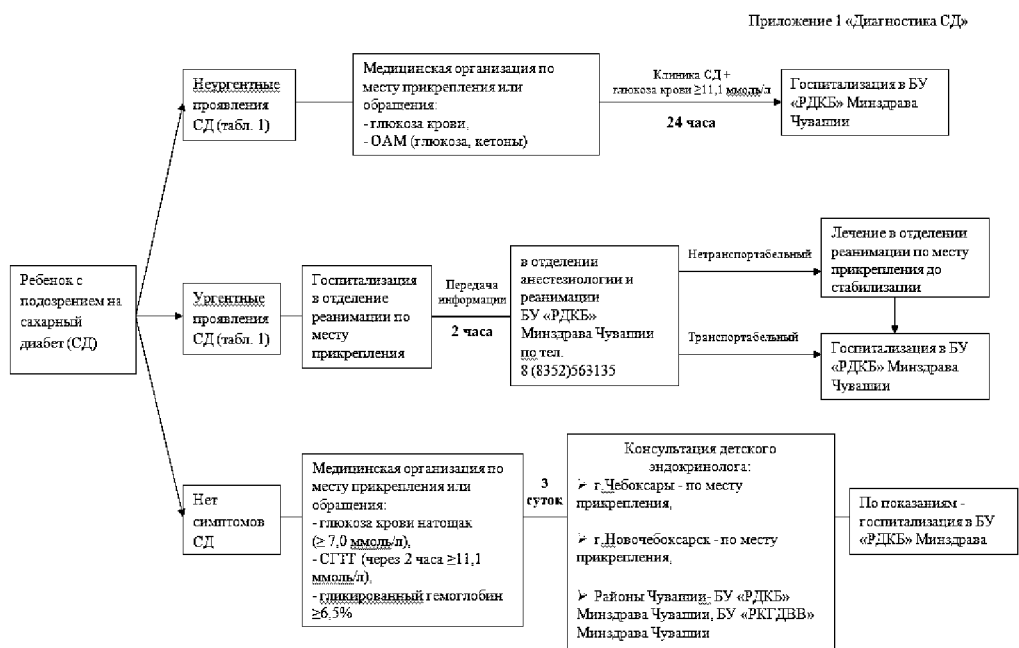 Приложение 1 «Диагностика СД»
Неургентные
проявления
СД (табл. 1)
Медицинская организация по
месту прикрепления или
обращения:
- глюкоза крови,
- ОАМ (глюкоза, кетоны)
Клиника СД +
глюкоза крови ≥11,1 ммоль/л
24 часа
Госпитализация в БУ
«РДКБ» Минздрава
Чувашии
Ребенок с
подозрением на
сахарный
диабет (СД)
Ургентные
проявления
СД (табл. 1)
Госпитализация
в отделение
реанимации по
месту
прикрепления
Передача
информации
2 часа
в отделении
анестезиологии и
реанимации
БУ «РДКБ»
Минздрава Чувашии
по тел.
8 (8352)563135
Нетранспортабельный
Лечение в отделении
реанимации по месту
прикрепления до
стабилизации
Транспортабельный
Госпитализация в БУ
«РДКБ» Минздрава
Чувашии
Нет
симптомов
СД
Медицинская организация по
месту прикрепления или
обращения:
- глюкоза крови натощак
(≥ 7,0 ммоль/л),
- СГТТ (через 2 часа ≥11,1
ммоль/л),
- гликированный гемоглобин
≥6,5%
3
суток
Консультация детского
эндокринолога:
➢ г.Чебоксары - по месту
прикрепления,
➢ г.Новочебоксарск - по месту
прикрепления,
➢ Районы Чувашии- БУ «РДКБ»
Минздрава Чувашии, БУ «РКГДВВ»
Минздрава Чувашии
По показаниям -
госпитализация в БУ
«РДКБ» Минздрава